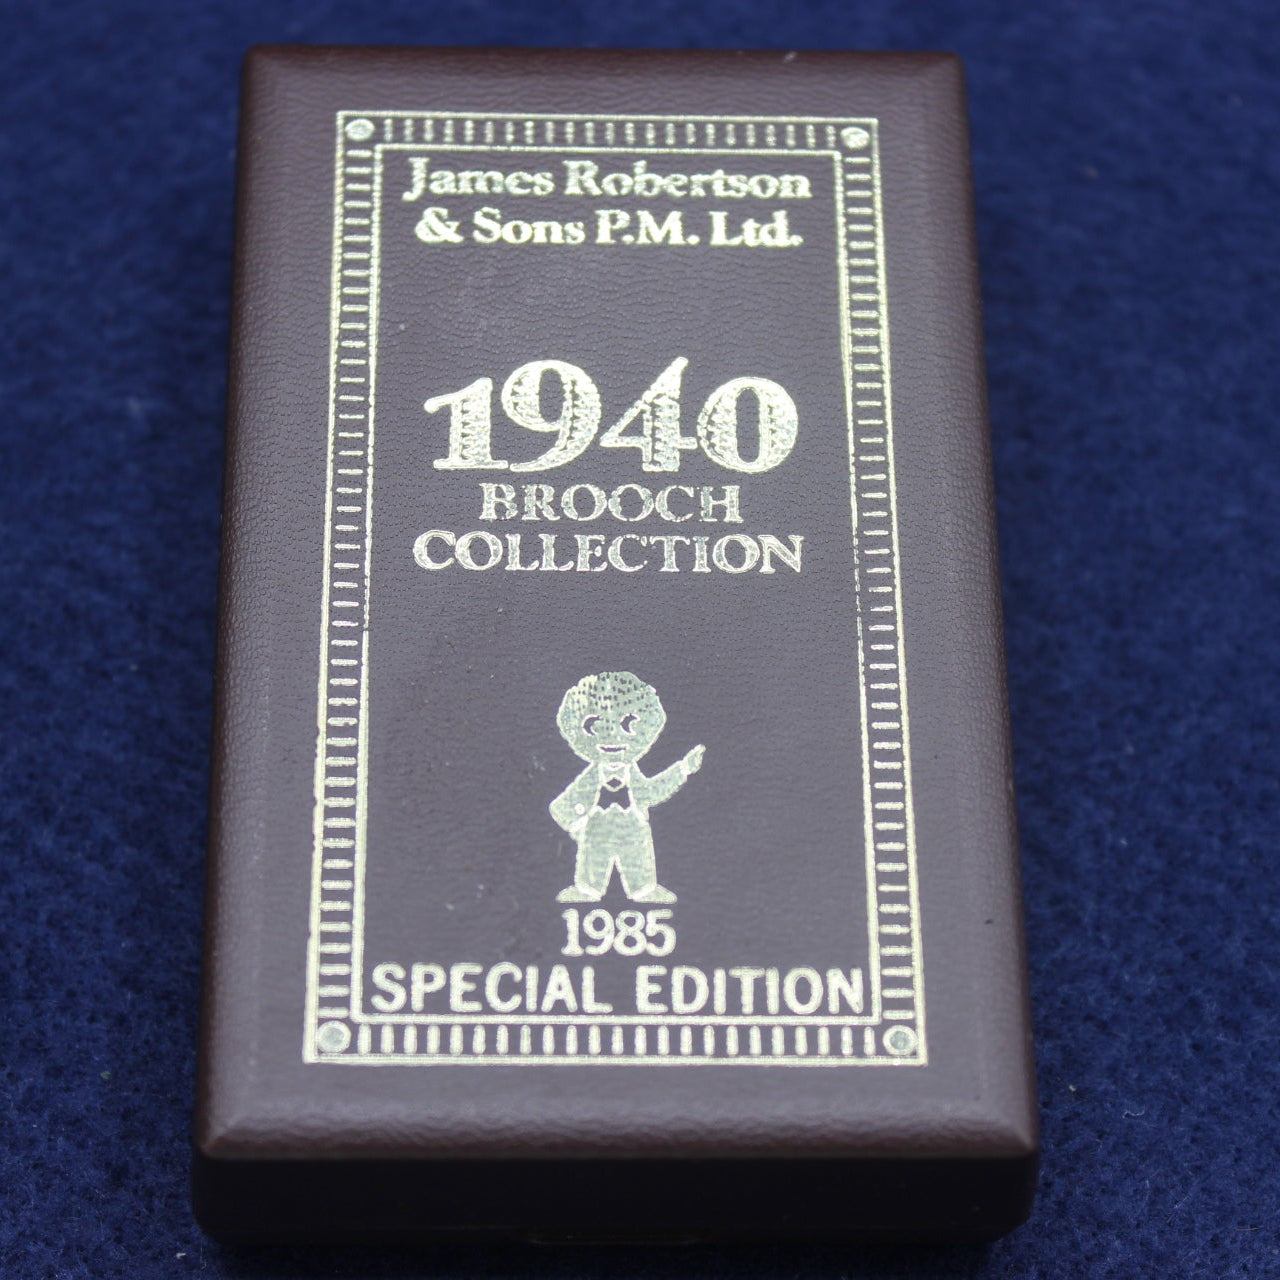 James Robertson
& Sons P.M. Ltd.
1940
BROOCH
COLLECTION
1985
SPECIAL EDITION